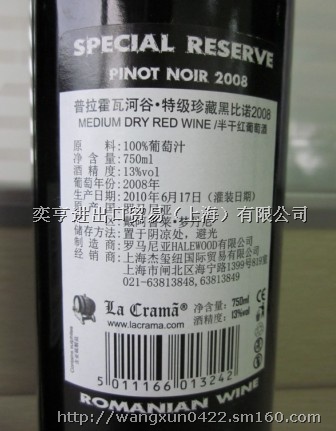 SPECIAL RESERVE
PINOT NOIR 2008
普拉霍瓦河谷·特级珍藏黑比诺2008
MEDIUM DRY RED WINE /半干红葡萄酒
原 料:100%葡萄汁
净 含 量:750ml
酒 精 度:13%vol
葡萄年份:2008年
2010年6月17日（灌装日期）
奕亨进出口贸易（上海）有限公司
储存方法:置于阴凉处，避光
制 造 商:罗马尼亚HALEWOOD有限公司
经 销 商:上海杰玺纽国际贸易有限公司
上海市闸北区海宁路1399号818室
021-63813848, 63813849
La Cramă
www.lacrama.com
净含量: 750ml
酒精度: 13%vol
5 011166 013242
ROMANIAN WINE
http://wangxun0422.sm160.com